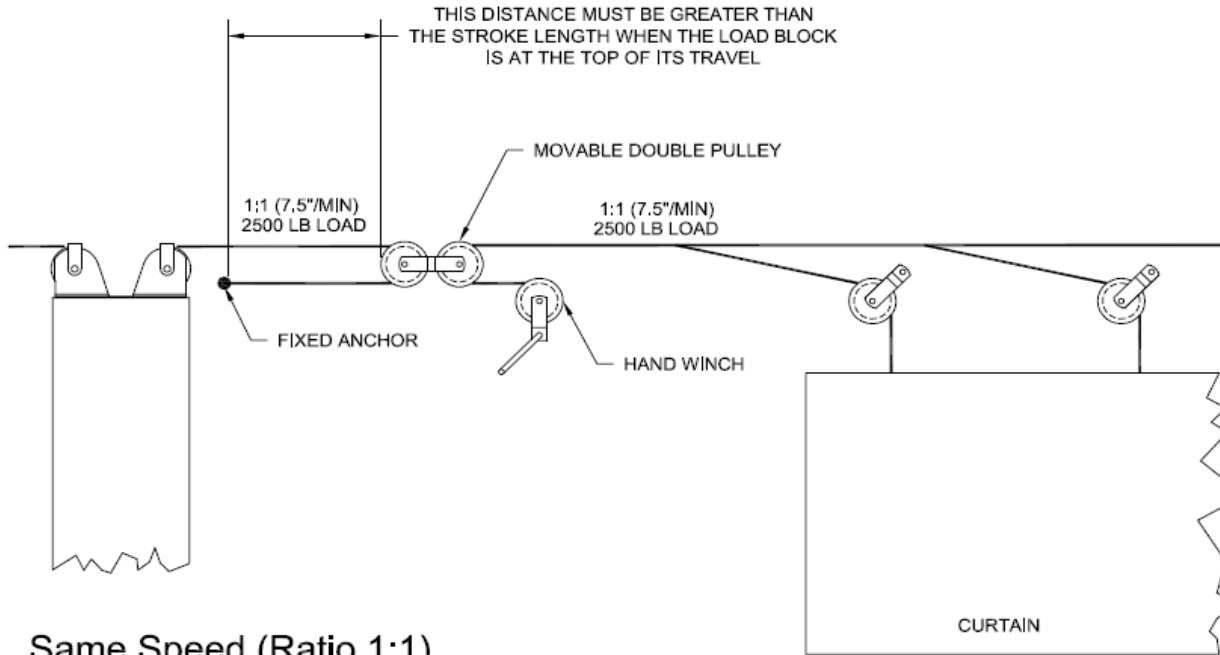 THIS DISTANCE MUST BE GREATER THAN
THE STROKE LENGTH WHEN THE LOAD BLOCK
IS AT THE TOP OF ITS TRAVEL
MOVABLE DOUBLE PULLEY
1:1 (7.5"/MIN)
2500 LB LOAD
1:1 (7.5"/MIN)
2500 LB LOAD
FIXED ANCHOR
HAND WINCH
CURTAIN
Same Speed (Ratio 1:1)